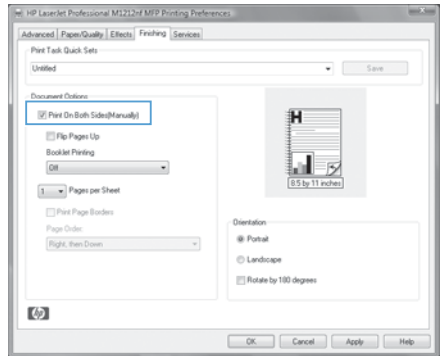 HP LaserJet Professional M1212nf MFP Printing Preferences
Advanced Paper/Quality Effects Finishing Services
Print Task Quick Sets
Untitled Save
Document Options
Print On Both Sides(Manually)
Flip Pages Up
Booklet Printing
Off
1 Pages per Sheet
Print Page Borders
Page Order:
Right, then Down
H
8.5 by 11 inches
Orientation
Portrait
Landscape
Rotate by 180 degrees
hp
OK Cancel Apply Help